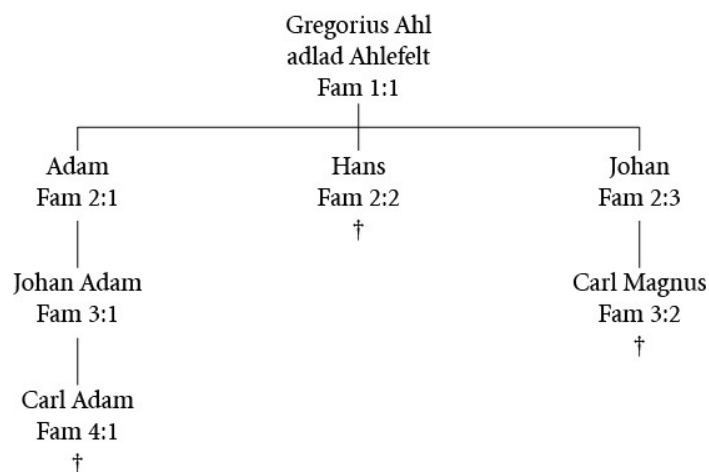 Gregorius Ahl
adlad Ahlefelt
Fam 1:1
Adam
Fam 2:1
Hans
Fam 2:2
†
Johan
Fam 2:3
Johan Adam
Fam 3:1
Carl Magnus
Fam 3:2
†
Carl Adam
Fam 4:1
†